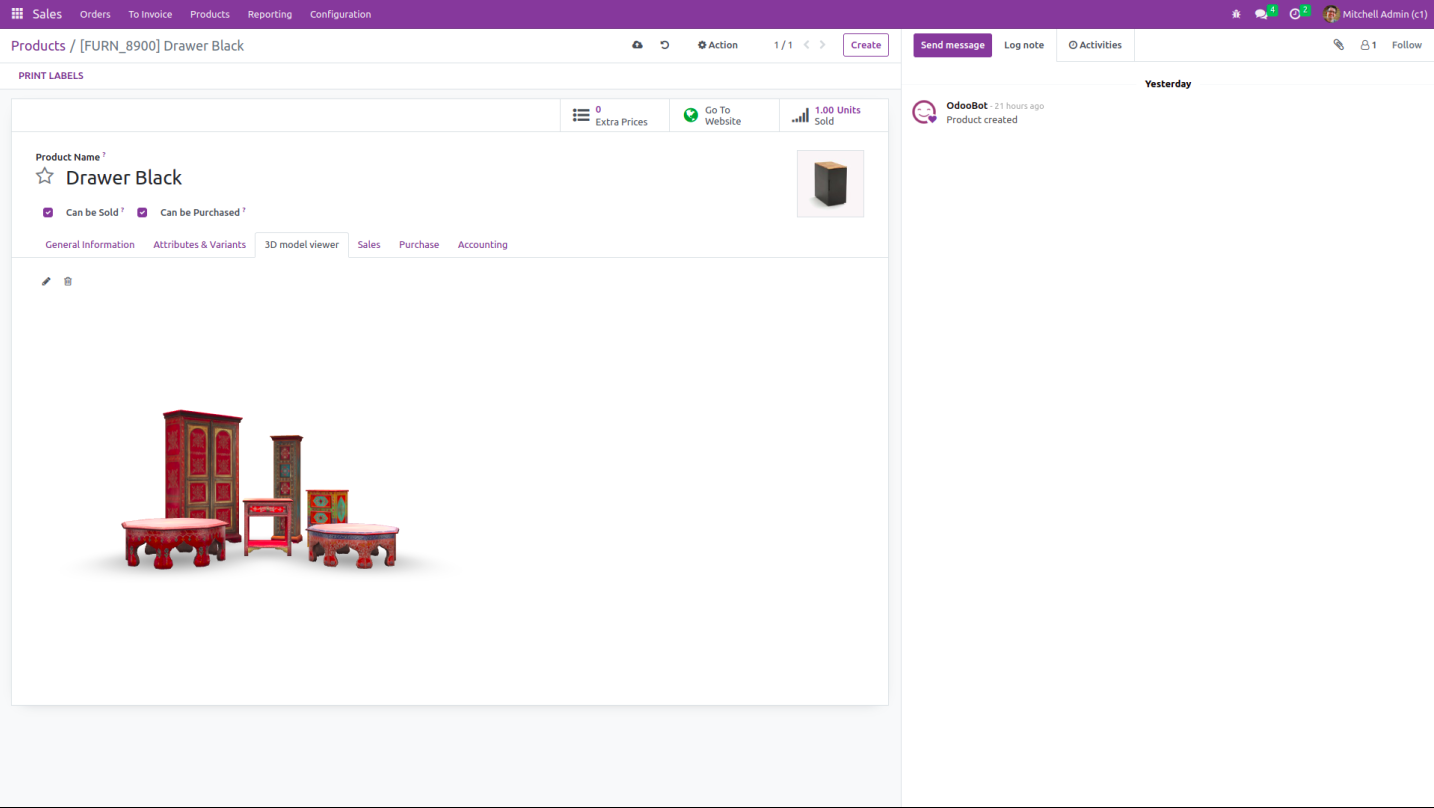 Sales Orders To Invoice Products Reporting Configuration 4 2 Mitchell Admin (c1)
Products / [FURN_8900] Drawer Black Action 1 / 1 Create
PRINT LABELS
0
Extra Prices
Go To
Website
1.00 Units
Sold
Product Name ?
Drawer Black
Can be Sold ? Can be Purchased ?
General Information Attributes & Variants 3D model viewer Sales Purchase Accounting
Send message Log note Activities 1 Follow
Yesterday
OdooBot - 21 hours ago
Product created